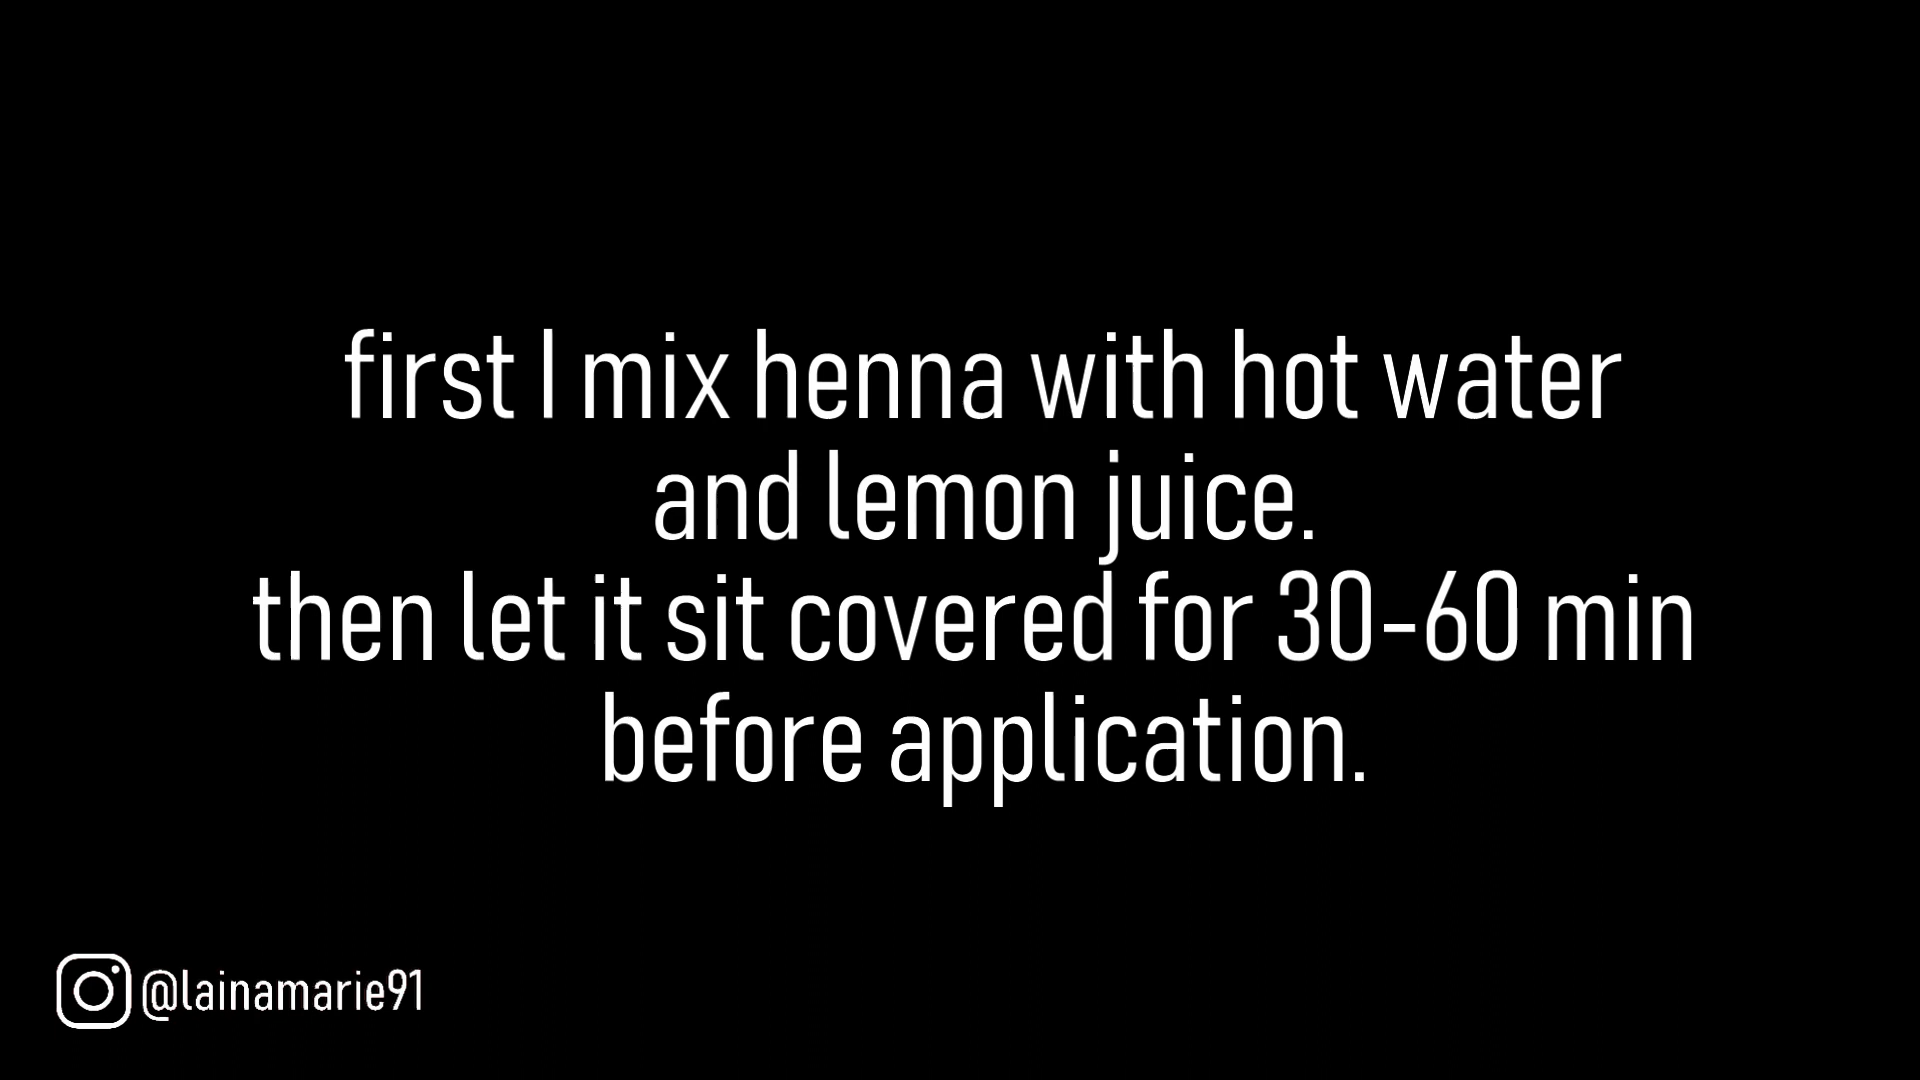 first I mix henna with hot water
and lemon juice.
then let it sit covered for 30-60 min
before application.
@lainamarie91